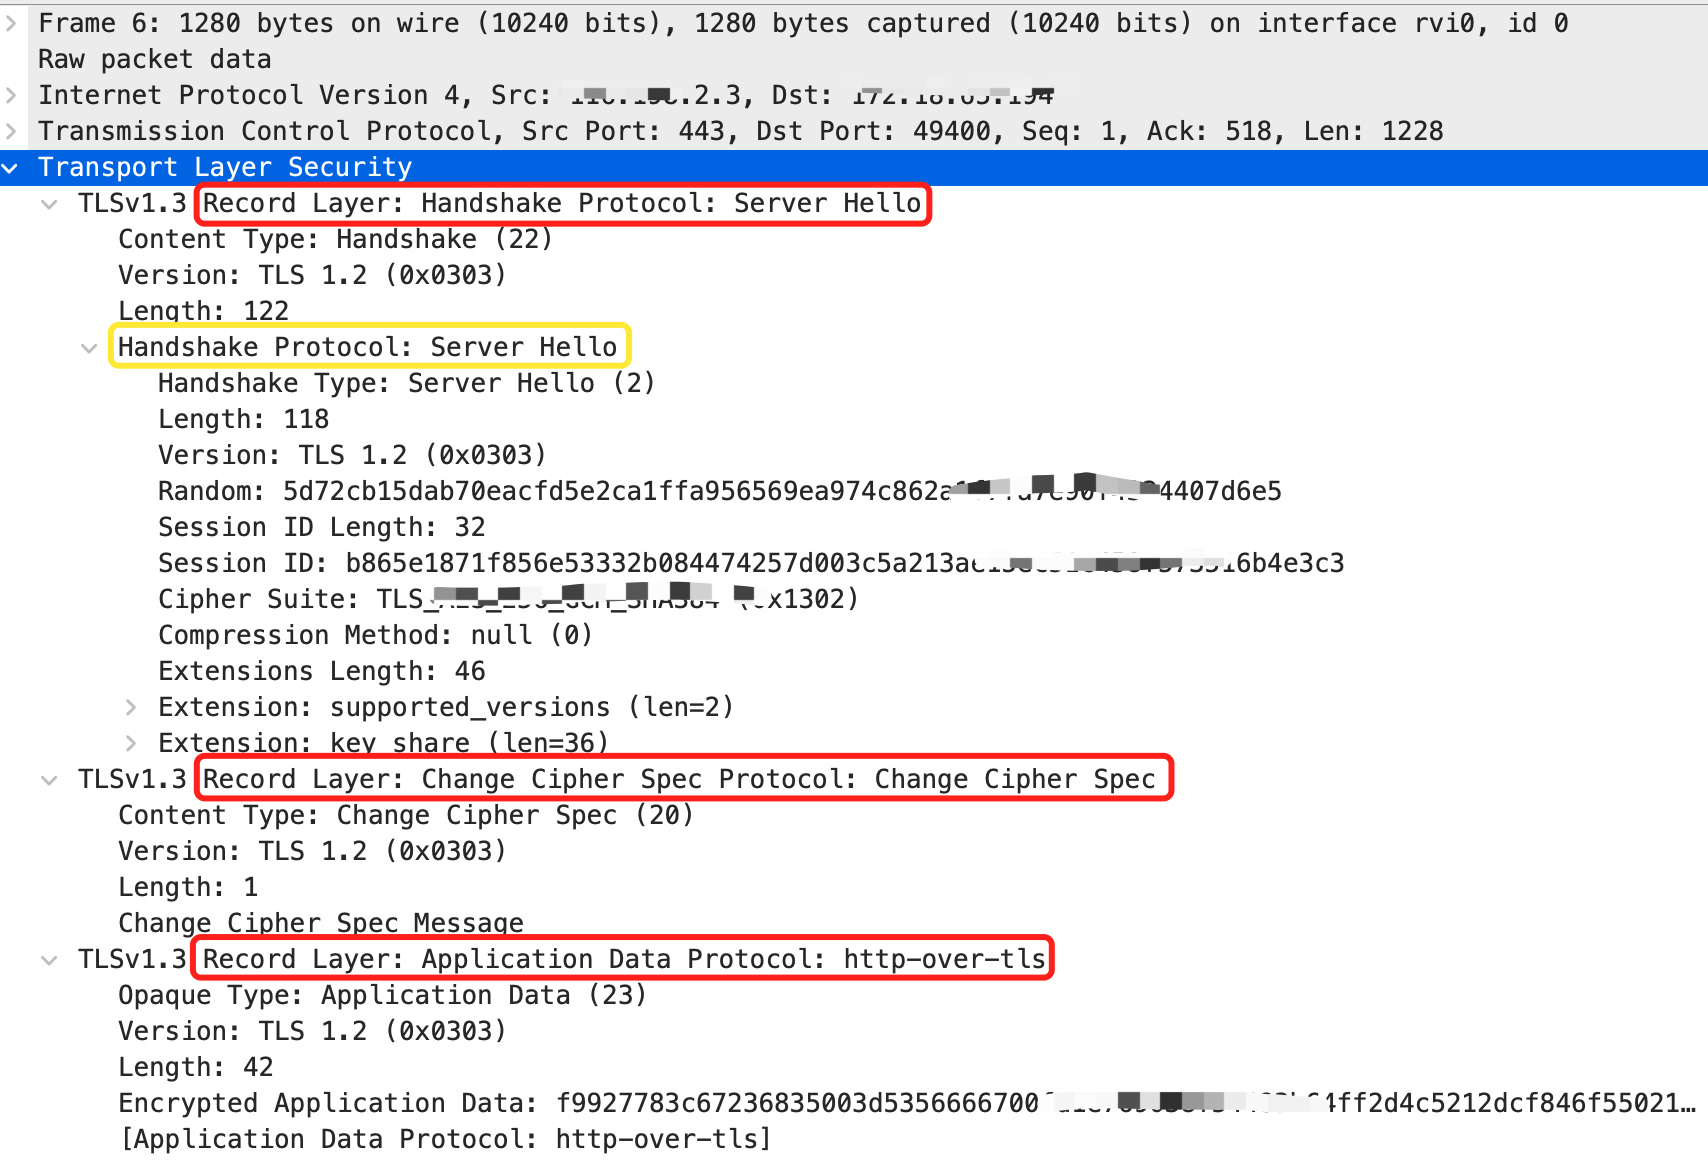 Frame 6: 1280 bytes on wire (10240 bits), 1280 bytes captured (10240 bits) on interface rvi0, id 0
Raw packet data
Internet Protocol Version 4, Src: .2.3, Dst:
Transmission Control Protocol, Src Port: 443, Dst Port: 49400, Seq: 1, Ack: 518, Len: 1228
Transport Layer Security
TLSv1.3 Record Layer: Handshake Protocol: Server Hello
Content Type: Handshake (22)
Version: TLS 1.2 (0x0303)
Length: 122
Handshake Protocol: Server Hello
Handshake Type: Server Hello (2)
Length: 118
Version: TLS 1.2 (0x0303)
Random: 5d72cb15dab70eacfd5e2ca1ffa956569ea974c862a 4407d6e5
Session ID Length: 32
Session ID: b865e1871f856e53332b084474257d003c5a213a 6b4e3c3
Cipher Suite: TLS_ x1302)
Compression Method: null (0)
Extensions Length: 46
Extension: supported_versions (len=2)
Extension: key_share (len=36)
TLSv1.3 Record Layer: Change Cipher Spec Protocol: Change Cipher Spec
Content Type: Change Cipher Spec (20)
Version: TLS 1.2 (0x0303)
Length: 1
Change Cipher Spec Message
TLSv1.3 Record Layer: Application Data Protocol: http-over-tls
Opaque Type: Application Data (23)
Version: TLS 1.2 (0x0303)
Length: 42
Encrypted Application Data: f9927783c67236835003d5356666700 4ff2d4c5212dcf846f55021…
[Application Data Protocol: http-over-tls]